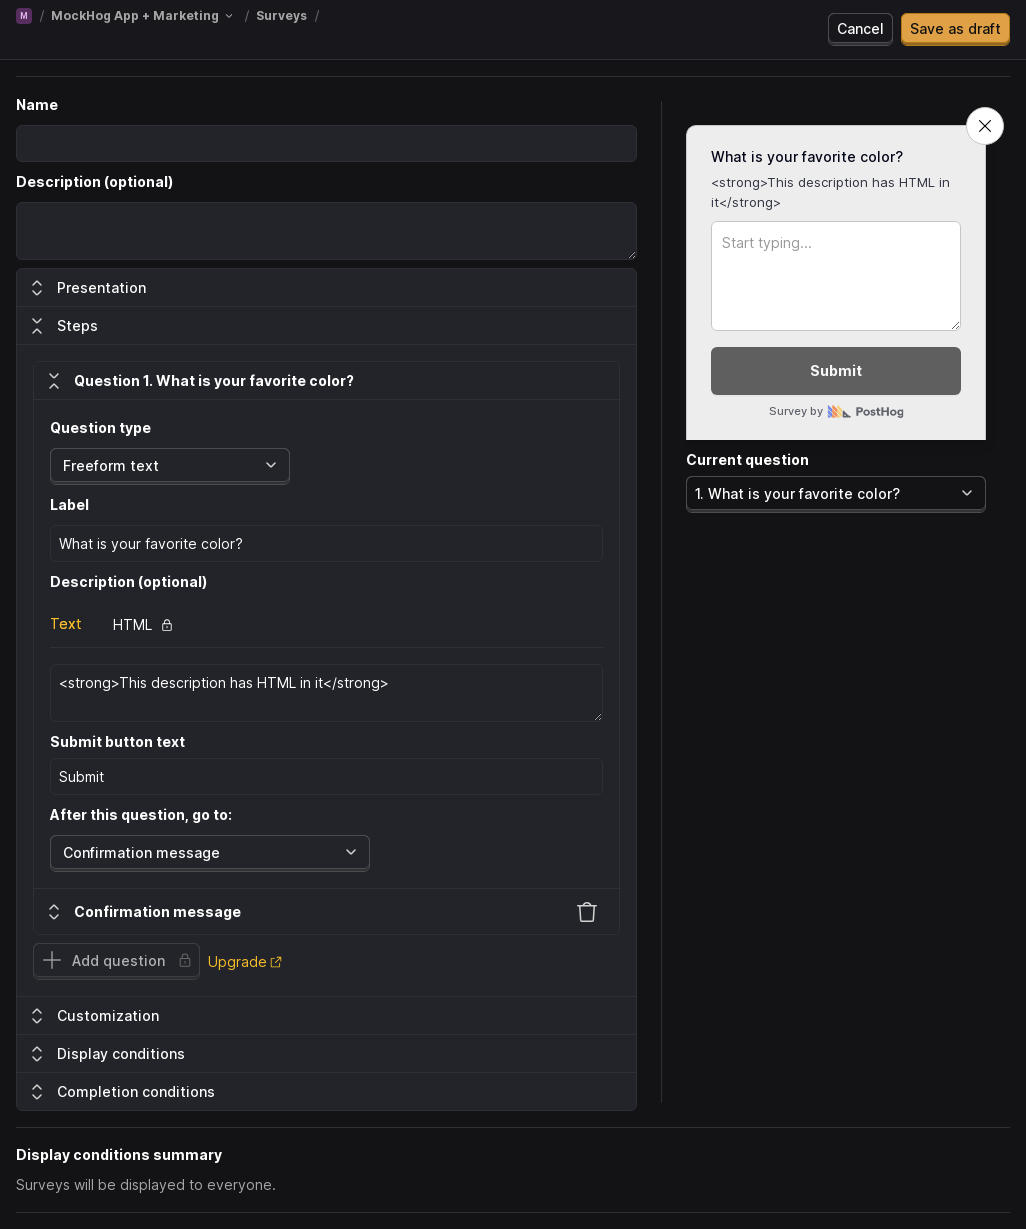 M / MockHog App + Marketing / Surveys /
Cancel
Save as draft
Name
Description (optional)
Presentation
Steps
Question 1. What is your favorite color?
Question type
Freeform text
Label
What is your favorite color?
Description (optional)
Text
HTML
<strong>This description has HTML in it</strong>
Submit button text
Submit
After this question, go to:
Confirmation message
Confirmation message
Add question
Upgrade
Customization
Display conditions
Completion conditions
What is your favorite color?
<strong>This description has HTML in
it</strong>
Start typing...
Submit
Survey by PostHog
Current question
1. What is your favorite color?
Display conditions summary
Surveys will be displayed to everyone.